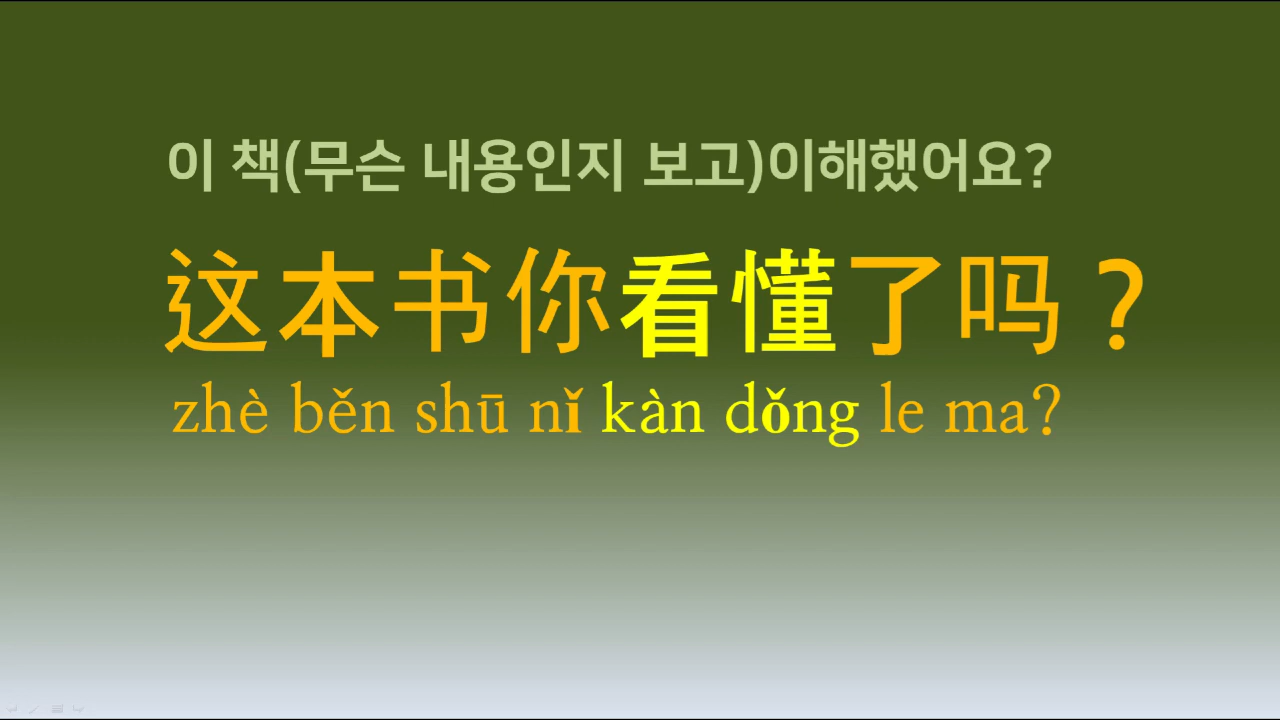 이 책(무슨 내용인지 보고)이해했어요?
这本书你看懂了吗？
zhè běn shū nǐ kàn dǒng le ma?